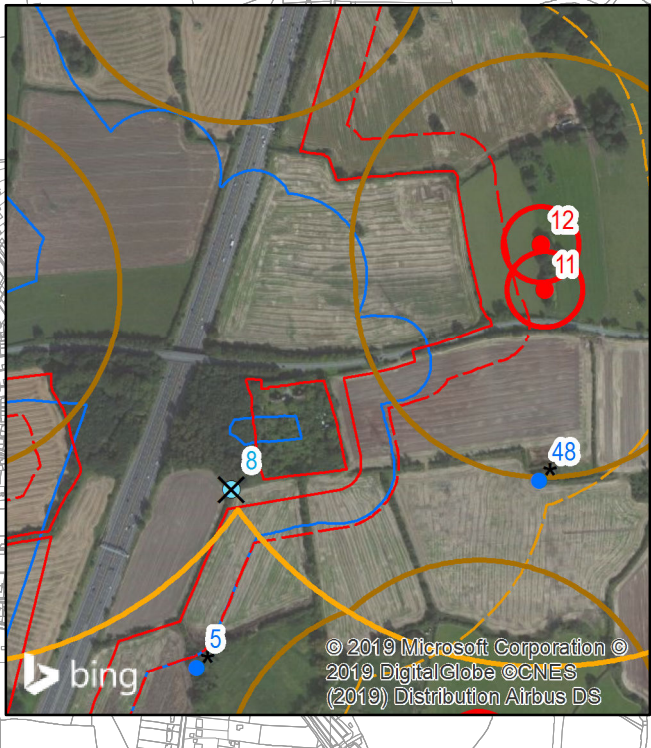 12
11
48
8
5
© 2019 Microsoft Corporation ©
2019 DigitalGlobe ©CNES
(2019) Distribution Airbus DS
bing